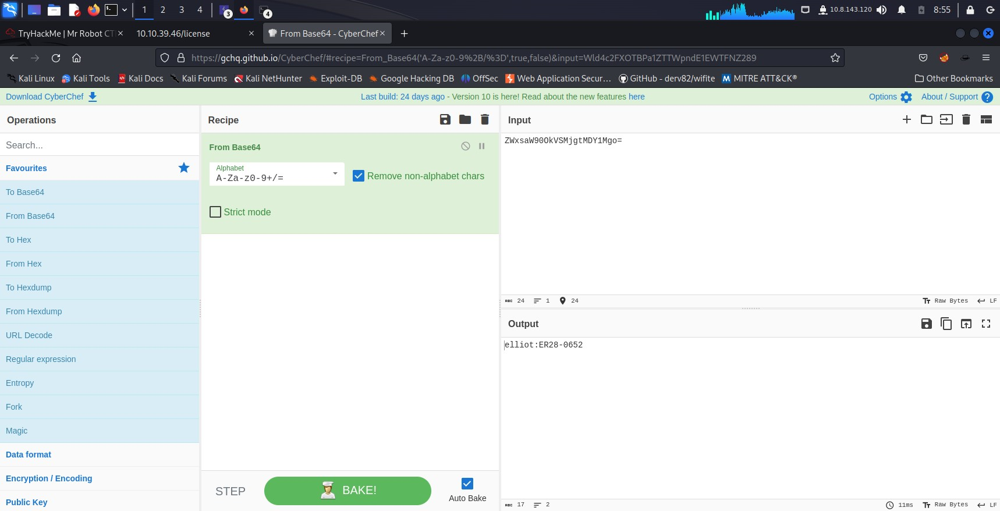 1 2 3 4 3 4 10.8.143.120 8:55
TryHackMe | Mr Robot CT
10.10.39.46/license
From Base64 - CyberChef
https://gchq.github.io/CyberChef/#recipe=From_Base64('A-Za-z0-9%2B/%3D',true,false)&input=Wld4c2FXOTBPa1ZTTWpndE1EWTFNZ289
Kali Linux Kali Tools Kali Docs Kali Forums Kali NetHunter Exploit-DB Google Hacking DB OffSec Web Application Secur… GitHub - derv82/wifite MITRE ATT&CK® Other Bookmarks
Download CyberChef Last build: 24 days ago - Version 10 is here! Read about the new features here Options About / Support
Operations
Search...
Favourites
To Base64
From Base64
To Hex
From Hex
To Hexdump
From Hexdump
URL Decode
Regular expression
Entropy
Fork
Magic
Data format
Encryption / Encoding
Public Key
Recipe
From Base64
Alphabet
A-Za-z0-9+/=
Remove non-alphabet chars
Strict mode
STEP
BAKE!
Auto Bake
Input
ZWxsaW90OkVSMjgtMDY1Mgo=
ABC 24 1 24 Raw Bytes LF
Output
elliot:ER28-0652
ABC 17 2 11ms Raw Bytes LF